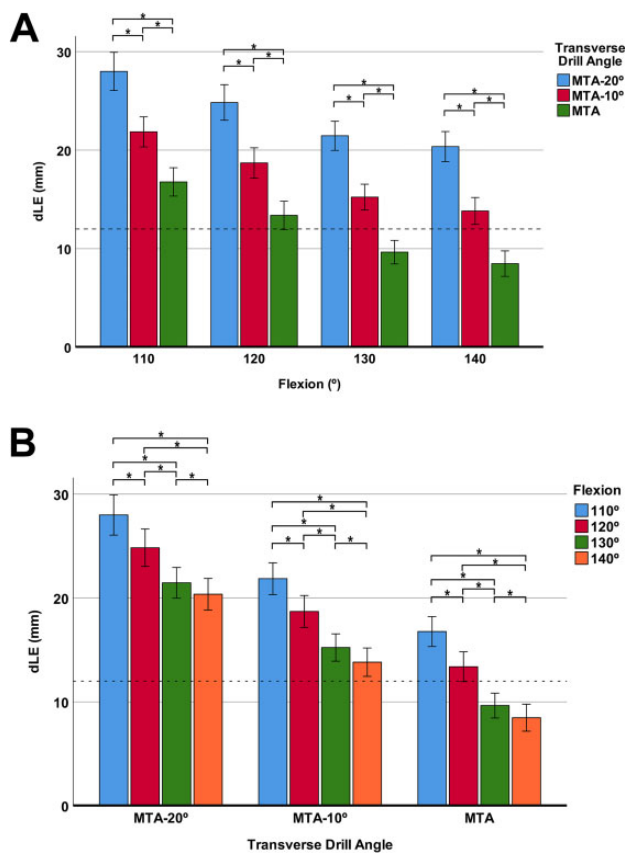 A
Transverse
Drill Angle
MTA-20º
MTA-10º
MTA
* * * *
* * * * * * * *
30
20
10
0
dLE (mm)
110 120 130 140
Flexion (º)
B
Flexion
110º
120º
130º
140º
* * *
* * *
* * *
* * * * * * * * *
30
20
10
0
dLE (mm)
MTA-20º MTA-10º MTA
Transverse Drill Angle